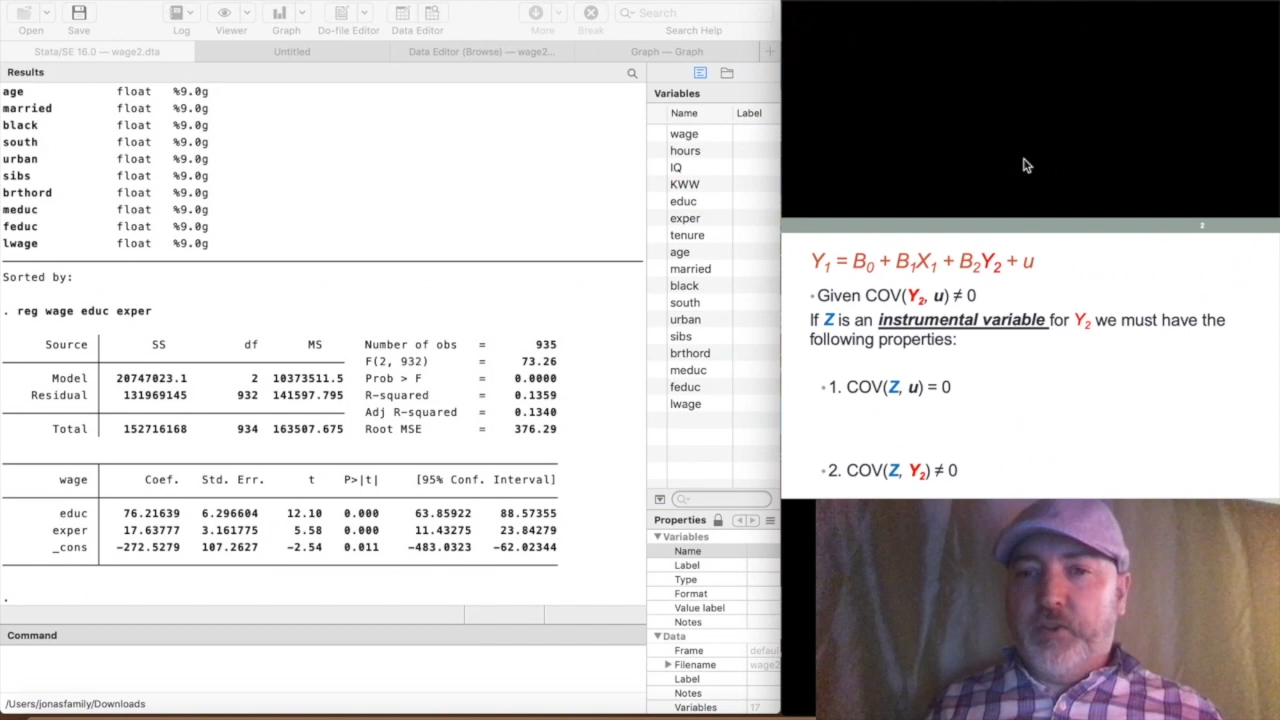 Open
Save
Log
Viewer
Graph
Do-file Editor
Data Editor
More
Break
Search
Search Help
Stata/SE 16.0 — wage2.dta
Untitled
Data Editor (Browse) — wage2...
Graph — Graph
Results
age float %9.0g
married float %9.0g
black float %9.0g
south float %9.0g
urban float %9.0g
sibs float %9.0g
brthord float %9.0g
meduc float %9.0g
feduc float %9.0g
lwage float %9.0g
Sorted by:
. reg wage educ exper
Source SS df MS Number of obs = 935
F(2, 932) = 73.26
Model 20747023.1 2 10373511.5 Prob > F = 0.0000
Residual 131969145 932 141597.795 R-squared = 0.1359
Adj R-squared = 0.1340
Total 152716168 934 163507.675 Root MSE = 376.29
wage Coef. Std. Err. t P>|t| [95% Conf. Interval]
educ 76.21639 6.296604 12.10 0.000 63.85922 88.57355
exper 17.63777 3.161775 5.58 0.000 11.43275 23.84279
_cons -272.5279 107.2627 -2.54 0.011 -483.0323 -62.02344
.
Command
/Users/jonasfamily/Downloads
Variables
Name Label
wage
hours
IQ
KWW
educ
exper
tenure
age
married
black
south
urban
sibs
brthord
meduc
feduc
lwage
Properties
Variables
Name
Label
Type
Format
Value label
Notes
Data
Frame defaul
Filename wage2
Label
Notes
Variables 17
2
Y₁ = B₀ + B₁X₁ + B₂Y₂ + u
•Given COV(Y₂, u) ≠ 0
If Z is an instrumental variable for Y₂ we must have the
following properties:
•1. COV(Z, u) = 0
•2. COV(Z, Y₂) ≠ 0